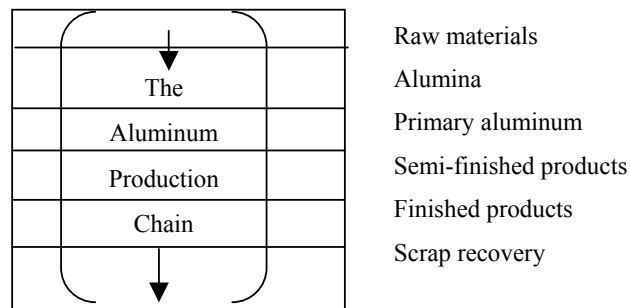 The
Aluminum
Production
Chain
Raw materials
Alumina
Primary aluminum
Semi-finished products
Finished products
Scrap recovery